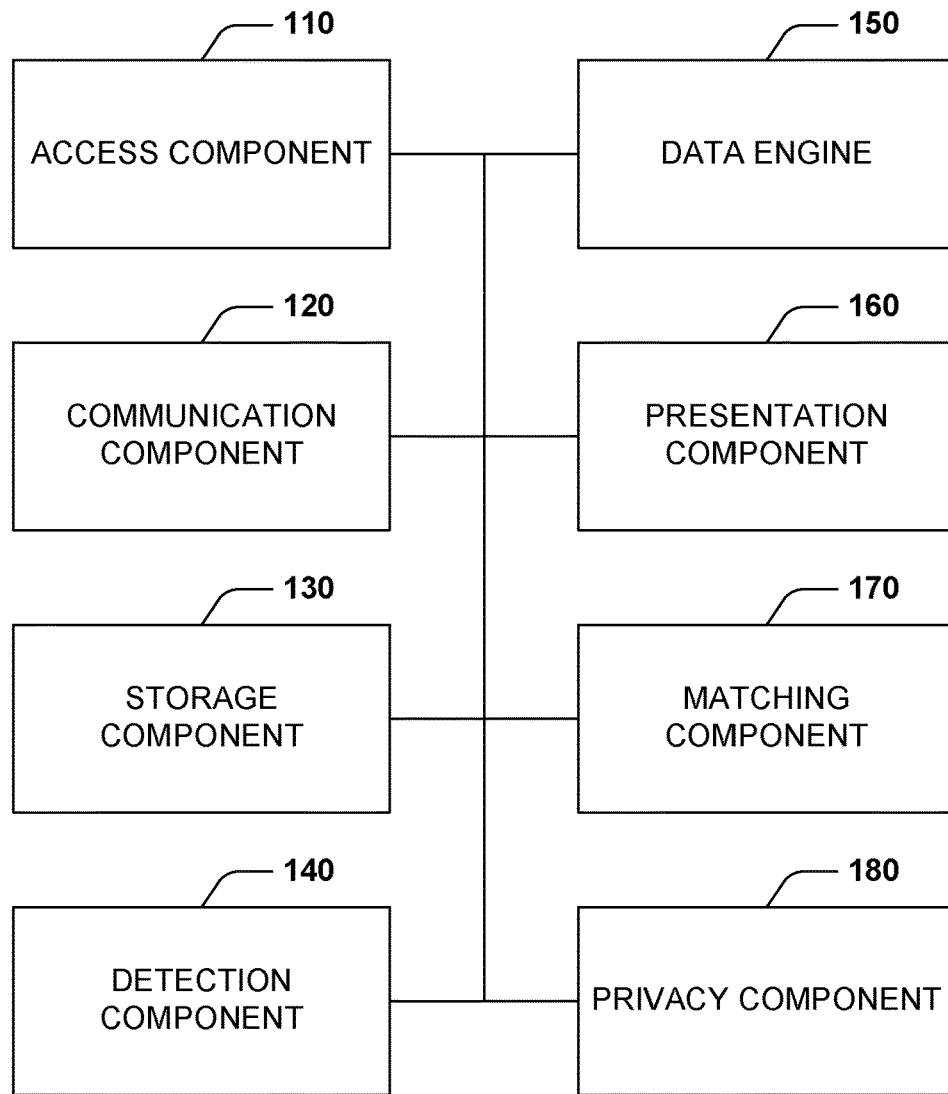 110
ACCESS COMPONENT
150
DATA ENGINE
120
COMMUNICATION
COMPONENT
160
PRESENTATION
COMPONENT
130
STORAGE
COMPONENT
170
MATCHING
COMPONENT
140
DETECTION
COMPONENT
180
PRIVACY COMPONENT